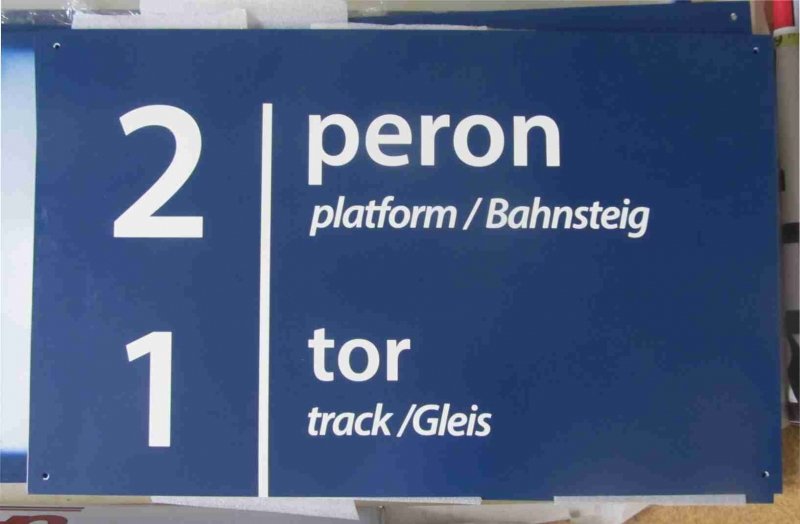 2 peron
platform / Bahnsteig
1 tor
track /Gleis